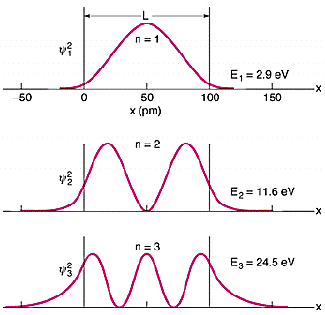 L
ψ₁²
n = 1
E₁ = 2.9 eV
x
−50 0 50 100 150
x (pm)
ψ₂²
n = 2
E₂ = 11.6 eV
x
ψ₃²
n = 3
E₃ = 24.5 eV
x